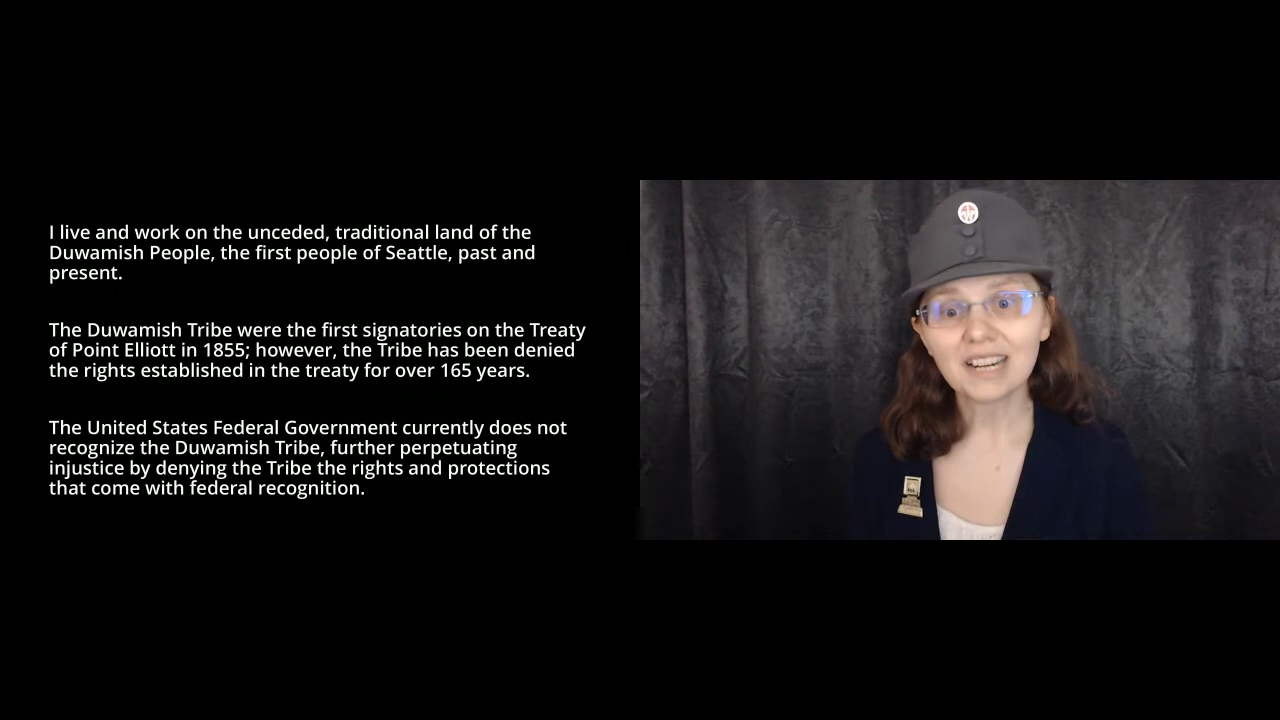 I live and work on the unceded, traditional land of the
Duwamish People, the first people of Seattle, past and
present.
The Duwamish Tribe were the first signatories on the Treaty
of Point Elliott in 1855; however, the Tribe has been denied
the rights established in the treaty for over 165 years.
The United States Federal Government currently does not
recognize the Duwamish Tribe, further perpetuating
injustice by denying the Tribe the rights and protections
that come with federal recognition.